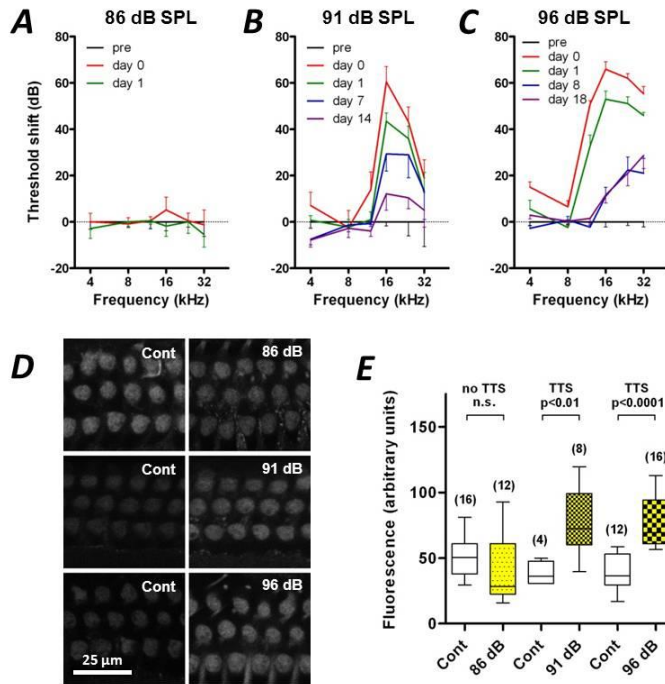 A
86 dB SPL
pre
day 0
day 1
Threshold shift (dB)
80
60
40
20
0
-20
4
8
16
32
Frequency (kHz)
B
91 dB SPL
pre
day 0
day 1
day 7
day 14
80
60
40
20
0
-20
4
8
16
32
Frequency (kHz)
C
96 dB SPL
pre
day 0
day 1
day 8
day 18
80
60
40
20
0
-20
4
8
16
32
Frequency (kHz)
D
Cont
86 dB
Cont
91 dB
Cont
96 dB
25 µm
E
no TTS
n.s.
TTS
p<0.01
TTS
p<0.0001
Fluorescence (arbitrary units)
150
100
50
0
(16)
(12)
(4)
(8)
(12)
(16)
Cont
86 dB
Cont
91 dB
Cont
96 dB